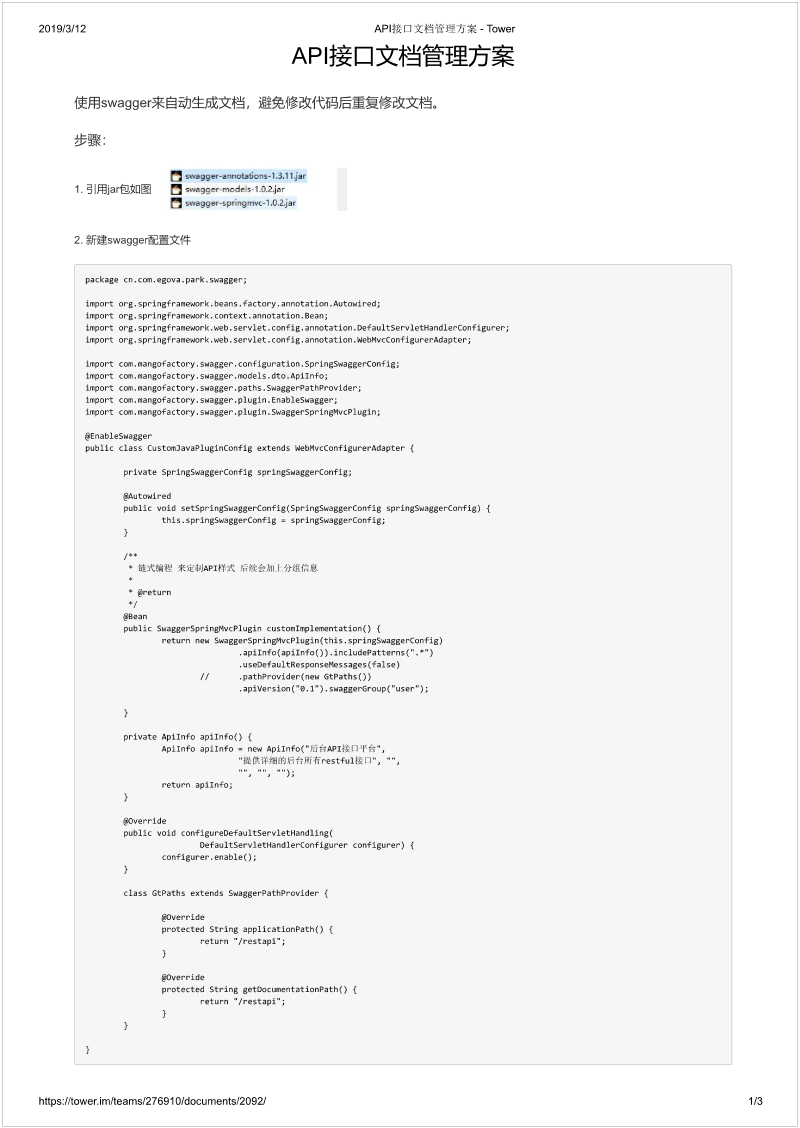 2019/3/12 API接口文档管理方案 - Tower
API接口文档管理方案
使用swagger来自动生成文档，避免修改代码后重复修改文档。
步骤：
1. 引用jar包如图
swagger-annotations-1.3.11.jar
swagger-models-1.0.2.jar
swagger-springmvc-1.0.2.jar
2. 新建swagger配置文件
package cn.com.egova.park.swagger;
import org.springframework.beans.factory.annotation.Autowired;
import org.springframework.context.annotation.Bean;
import org.springframework.web.servlet.config.annotation.DefaultServletHandlerConfigurer;
import org.springframework.web.servlet.config.annotation.WebMvcConfigurerAdapter;
import com.mangofactory.swagger.configuration.SpringSwaggerConfig;
import com.mangofactory.swagger.models.dto.ApiInfo;
import com.mangofactory.swagger.paths.SwaggerPathProvider;
import com.mangofactory.swagger.plugin.EnableSwagger;
import com.mangofactory.swagger.plugin.SwaggerSpringMvcPlugin;
@EnableSwagger
public class CustomJavaPluginConfig extends WebMvcConfigurerAdapter {
private SpringSwaggerConfig springSwaggerConfig;
@Autowired
public void setSpringSwaggerConfig(SpringSwaggerConfig springSwaggerConfig) {
this.springSwaggerConfig = springSwaggerConfig;
}
/**
* 链式编程 来定制API样式 后续会加上分组信息
*
* @return
*/
@Bean
public SwaggerSpringMvcPlugin customImplementation() {
return new SwaggerSpringMvcPlugin(this.springSwaggerConfig)
.apiInfo(apiInfo()).includePatterns(".*")
.useDefaultResponseMessages(false)
// .pathProvider(new GtPaths())
.apiVersion("0.1").swaggerGroup("user");
}
private ApiInfo apiInfo() {
ApiInfo apiInfo = new ApiInfo("后台API接口平台",
"提供详细的后台所有restful接口", "",
"", "", "");
return apiInfo;
}
@Override
public void configureDefaultServletHandling(
DefaultServletHandlerConfigurer configurer) {
configurer.enable();
}
class GtPaths extends SwaggerPathProvider {
@Override
protected String applicationPath() {
return "/restapi";
}
@Override
protected String getDocumentationPath() {
return "/restapi";
}
}
}
https://tower.im/teams/276910/documents/2092/ 1/3